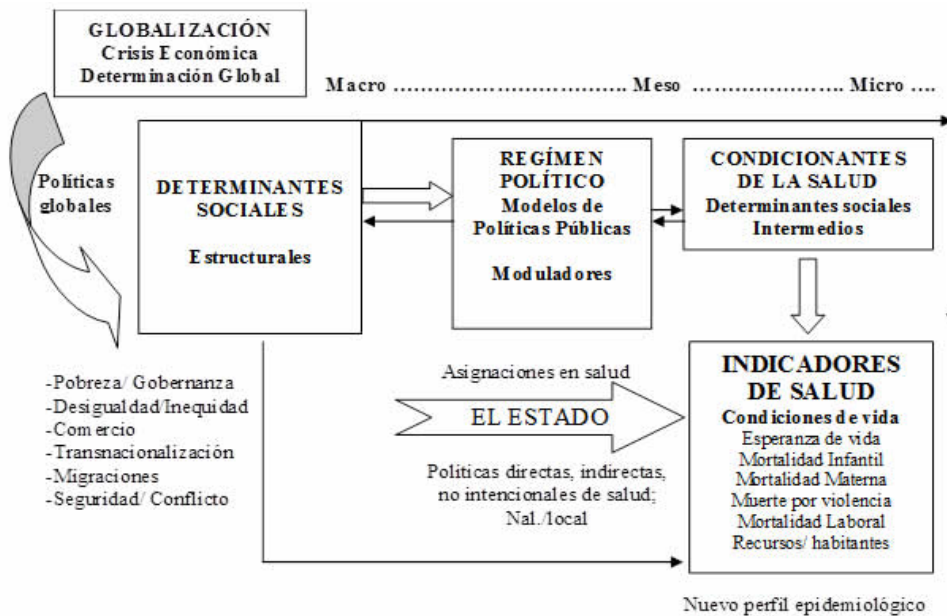 GLOBALIZACIÓN
Crisis Económica
Determinación Global
Macro ................................. Meso ....................... Micro ....
Políticas
globales
DETERMINANTES
SOCIALES
Estructurales
REGÍMEN
POLÍTICO
Modelos de
Políticas Públicas
Moduladores
CONDICIONANTES
DE LA SALUD
Determinantes sociales
Intermedios
-Pobreza/ Gobernanza
-Desigualdad/Inequidad
-Comercio
-Transnacionalización
-Migraciones
-Seguridad/ Conflicto
Asignaciones en salud
EL ESTADO
Políticas directas, indirectas,
no intencionales de salud;
Nal./local
INDICADORES
DE SALUD
Condiciones de vida
Esperanza de vida
Mortalidad Infantil
Mortalidad Materna
Muerte por violencia
Mortalidad Laboral
Recursos/ habitantes
Nuevo perfil epidemiológico